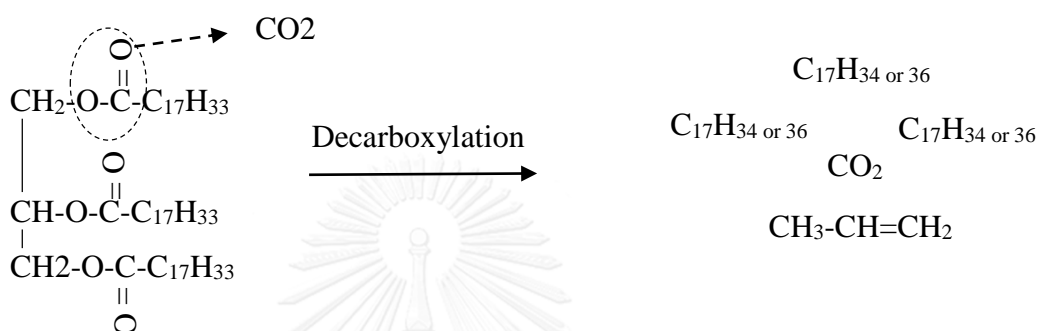 O
CO2
||
CH₂-O-C-C₁₇H₃₃
O
||
CH-O-C-C₁₇H₃₃
CH2-O-C-C₁₇H₃₃
||
O
Decarboxylation
C₁₇H₃₄ or ₃₆
C₁₇H₃₄ or ₃₆
C₁₇H₃₄ or ₃₆
CO₂
CH₃-CH=CH₂